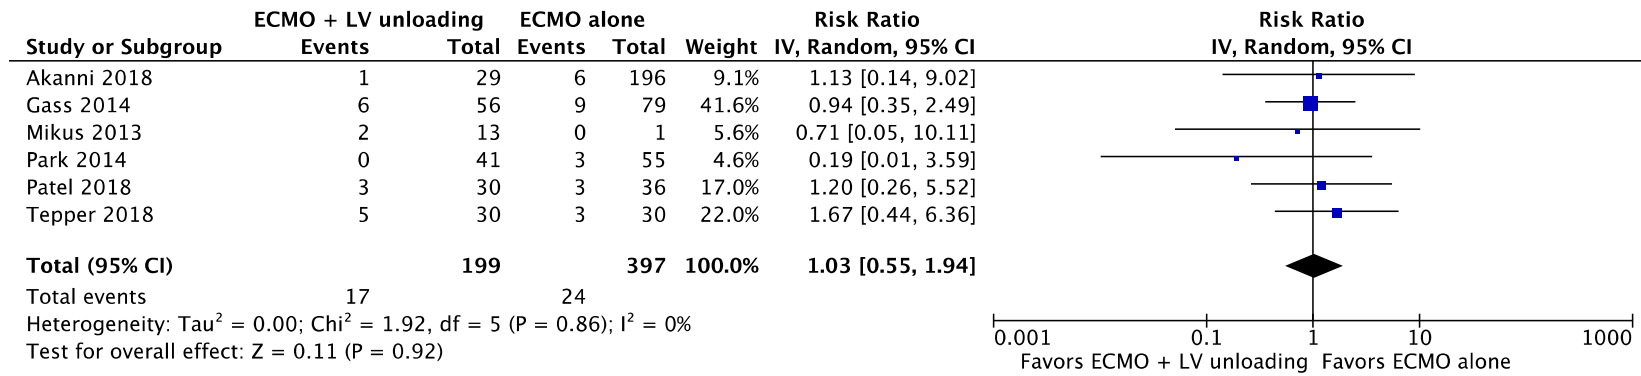 ECMO + LV unloading ECMO alone Risk Ratio Risk Ratio
Study or Subgroup Events Total Events Total Weight IV, Random, 95% CI IV, Random, 95% CI
Akanni 2018 1 29 6 196 9.1% 1.13 [0.14, 9.02]
Gass 2014 6 56 9 79 41.6% 0.94 [0.35, 2.49]
Mikus 2013 2 13 0 1 5.6% 0.71 [0.05, 10.11]
Park 2014 0 41 3 55 4.6% 0.19 [0.01, 3.59]
Patel 2018 3 30 3 36 17.0% 1.20 [0.26, 5.52]
Tepper 2018 5 30 3 30 22.0% 1.67 [0.44, 6.36]
Total (95% CI) 199 397 100.0% 1.03 [0.55, 1.94]
Total events 17 24
Heterogeneity: Tau² = 0.00; Chi² = 1.92, df = 5 (P = 0.86); I² = 0%
Test for overall effect: Z = 0.11 (P = 0.92)
0.001 0.1 1 10 1000
Favors ECMO + LV unloading Favors ECMO alone